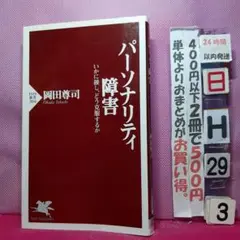 パーソナリティ
障害
いかに接し、どう克服するか
岡田尊司
Okada Takashi
PHP
24時間
以内発送
400円以下2冊で500円
単体よりおまとめがお買い得。
日
H
29
3